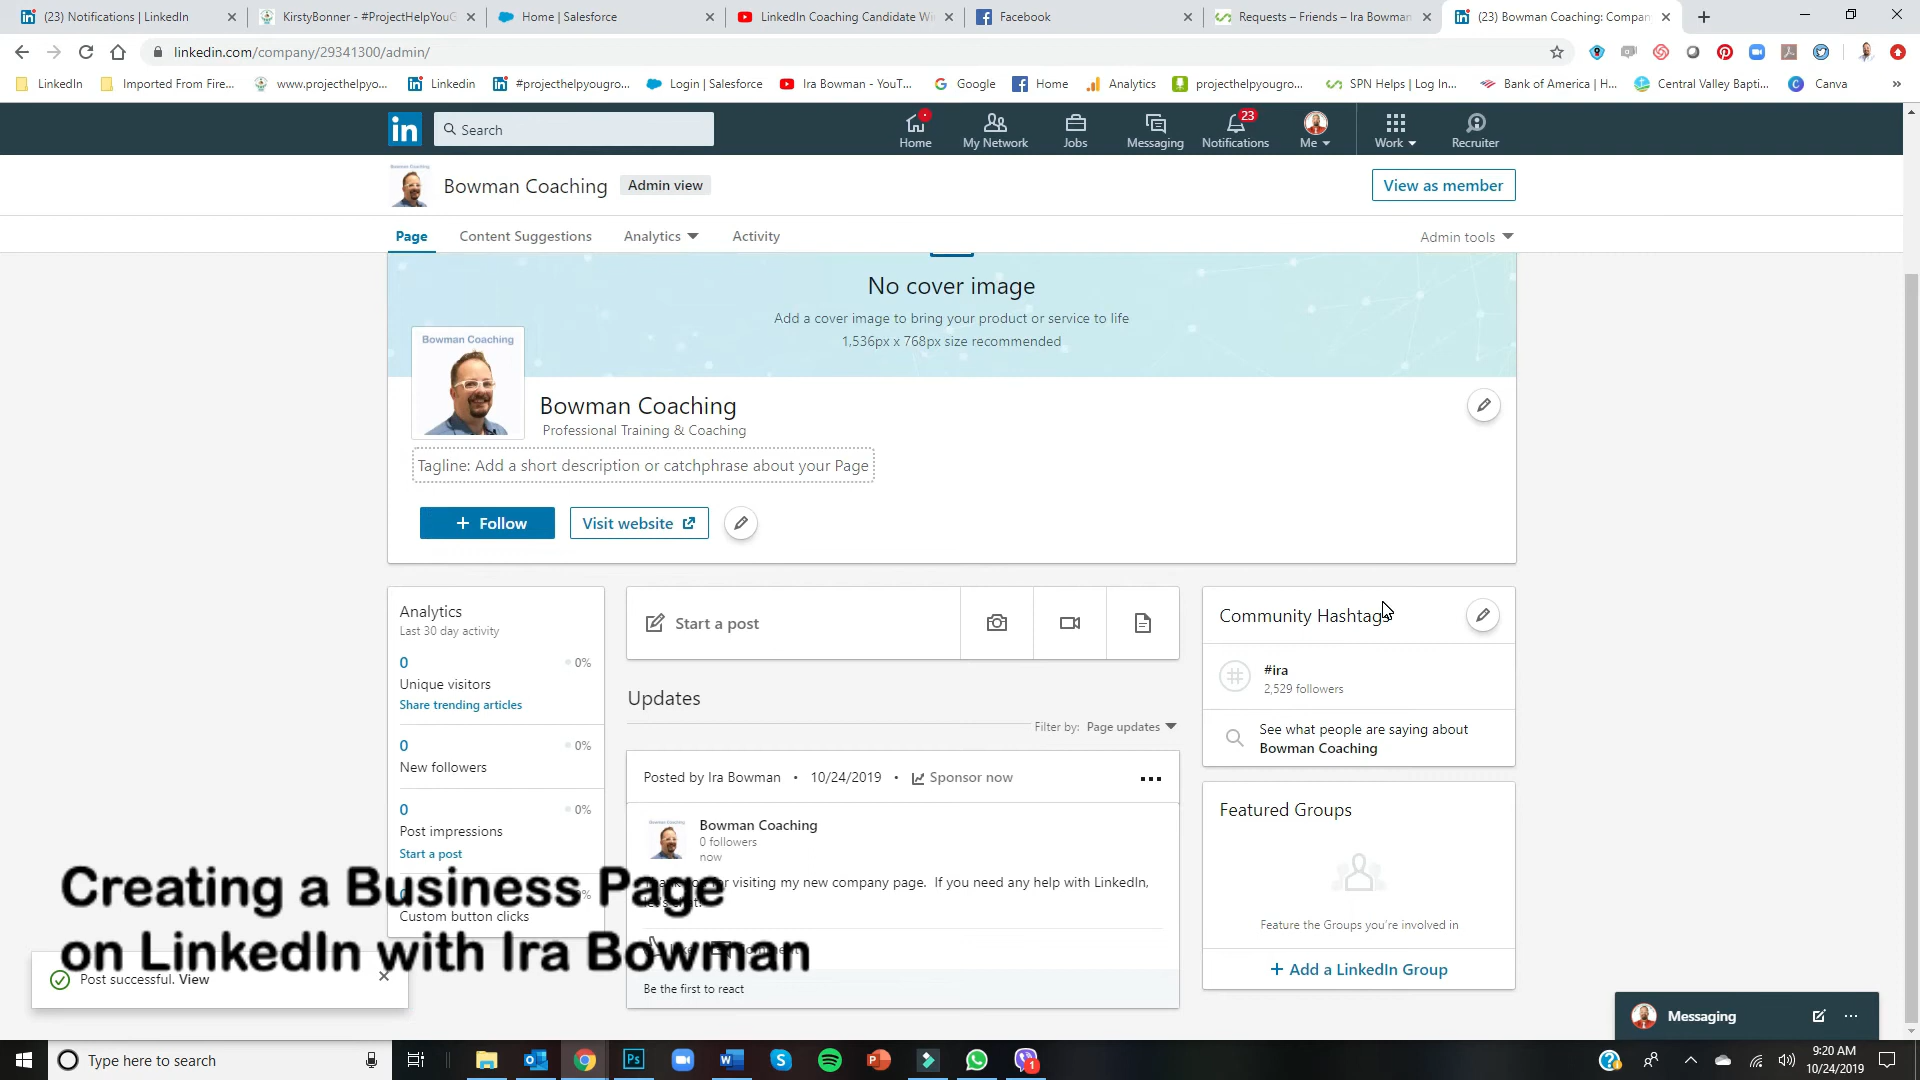 (23) Notifications | LinkedIn
KirstyBonner - #ProjectHelpYouG
Home | Salesforce
LinkedIn Coaching Candidate Wi
Facebook
Requests – Friends – Ira Bowman
(23) Bowman Coaching: Compan
linkedin.com/company/29341300/admin/
LinkedIn
Imported From Fire...
www.projecthelpyo...
Linkedin
#projecthelpyougro...
Login | Salesforce
Ira Bowman - YouT...
Google
Home
Analytics
projecthelpyougro...
SPN Helps | Log In...
Bank of America | H...
Central Valley Bapti...
Canva
»
in
Search
Home
My Network
Jobs
Messaging
23
Notifications
Me
Work
Recruiter
Bowman Coaching
Bowman Coaching
Admin view
View as member
Page
Content Suggestions
Analytics
Activity
Admin tools
No cover image
Add a cover image to bring your product or service to life
1,536px x 768px size recommended
Bowman Coaching
Bowman Coaching
Professional Training & Coaching
Tagline: Add a short description or catchphrase about your Page
+ Follow
Visit website
Analytics
Last 30 day activity
0
0%
Unique visitors
Share trending articles
0
0%
New followers
0
0%
Post impressions
Start a post
%
Custom button clicks
Start a post
Updates
Filter by: Page updates
Posted by Ira Bowman • 10/24/2019 • Sponsor now
Bowman Coaching
Bowman Coaching
0 followers
now
for visiting my new company page. If you need any help with LinkedIn,
Be the first to react
Community Hashtags
#ira
2,529 followers
See what people are saying about
Bowman Coaching
Featured Groups
Feature the Groups you're involved in
+ Add a LinkedIn Group
Creating a Business Page
on LinkedIn with Ira Bowman
Post successful. View
Messaging
Type here to search
Ps
1
9:20 AM
10/24/2019